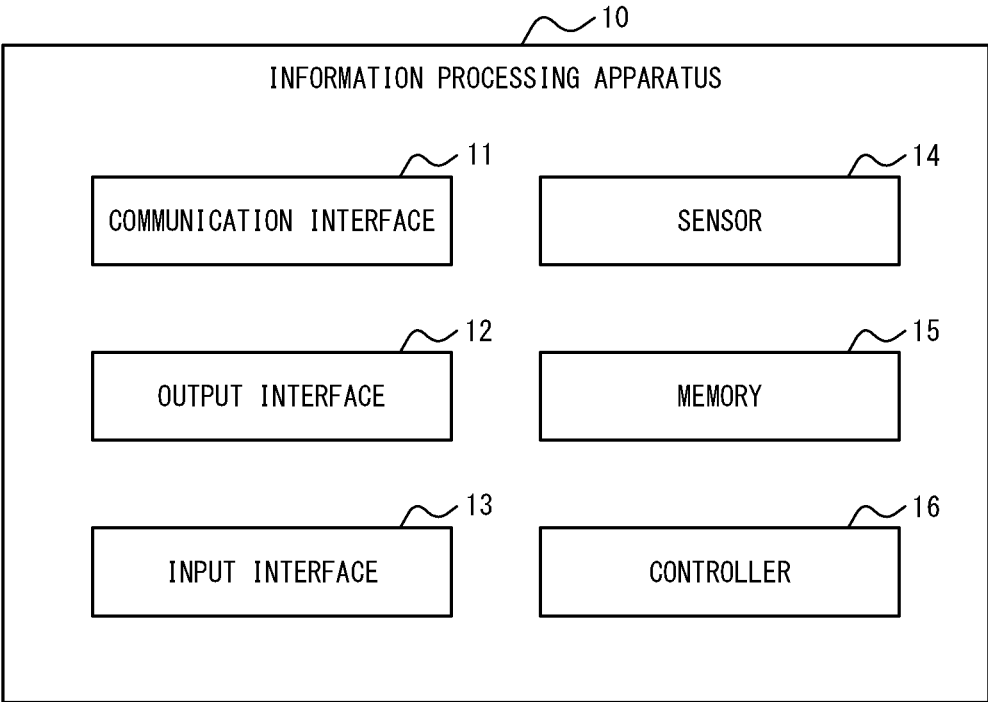 10
INFORMATION PROCESSING APPARATUS
11
COMMUNICATION INTERFACE
14
SENSOR
12
OUTPUT INTERFACE
15
MEMORY
13
INPUT INTERFACE
16
CONTROLLER